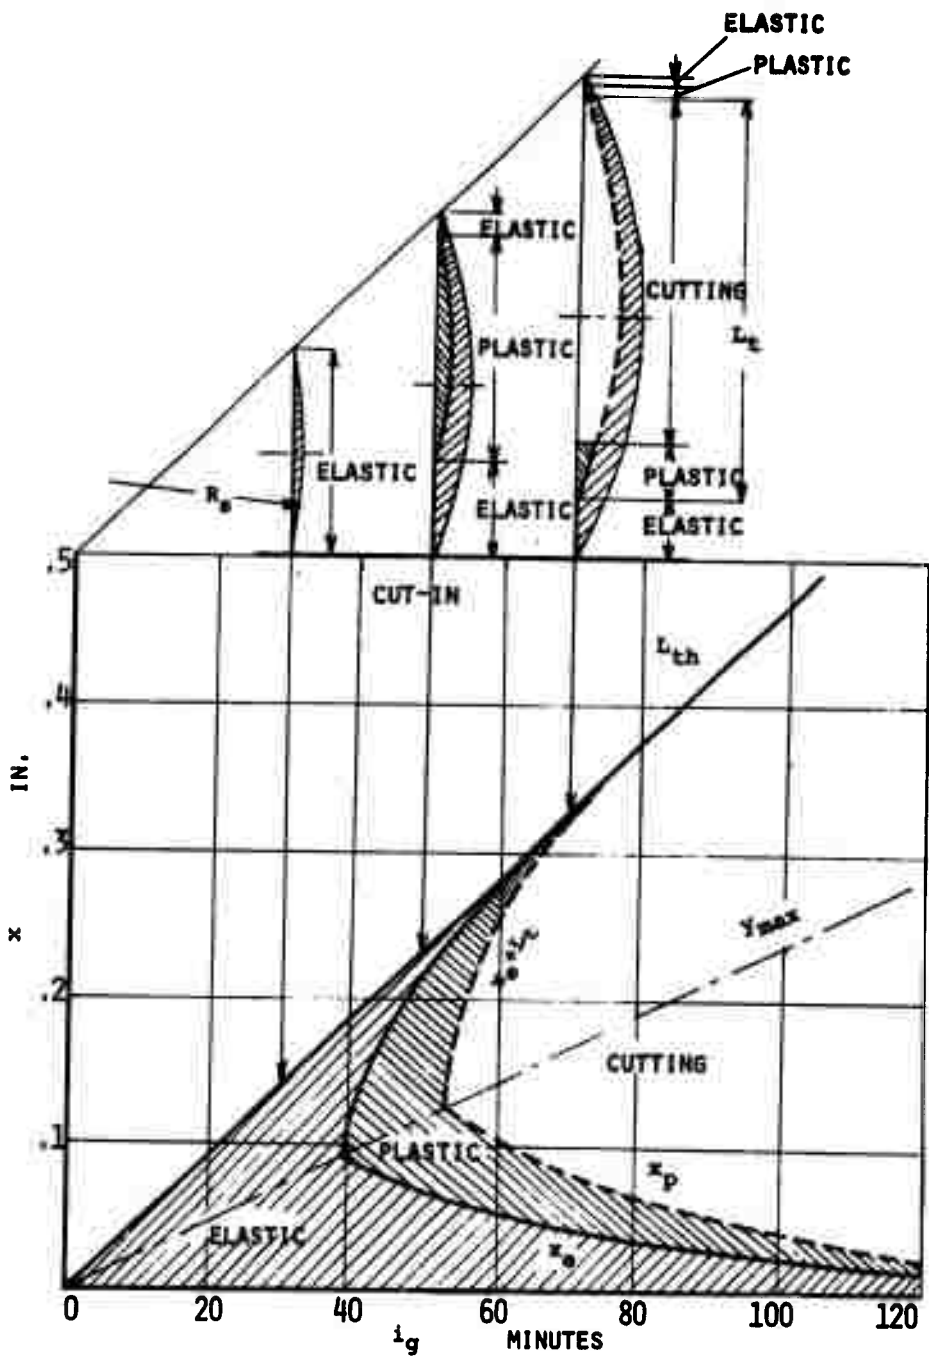 ELASTIC
PLASTIC
ELASTIC
CUTTING
Lt
PLASTIC
ELASTIC
PLASTIC
Rs
ELASTIC
ELASTIC
.5
CUT-IN
Lth
.4
IN.
.3
x
Ymax
.2
CUTTING
.1
PLASTIC
xp
ELASTIC
xe
0 20 40 60 80 100 120
ig MINUTES